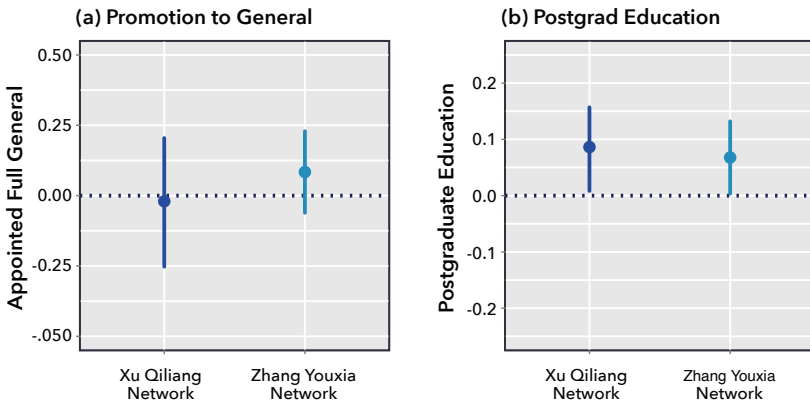 (a) Promotion to General
Appointed Full General
0.50
0.25
0.00
-0.25
-.050
Xu Qiliang
Network
Zhang Youxia
Network
(b) Postgrad Education
Postgraduate Education
0.2
0.1
0.0
-0.1
-0.2
Xu Qiliang
Network
Zhang Youxia
Network